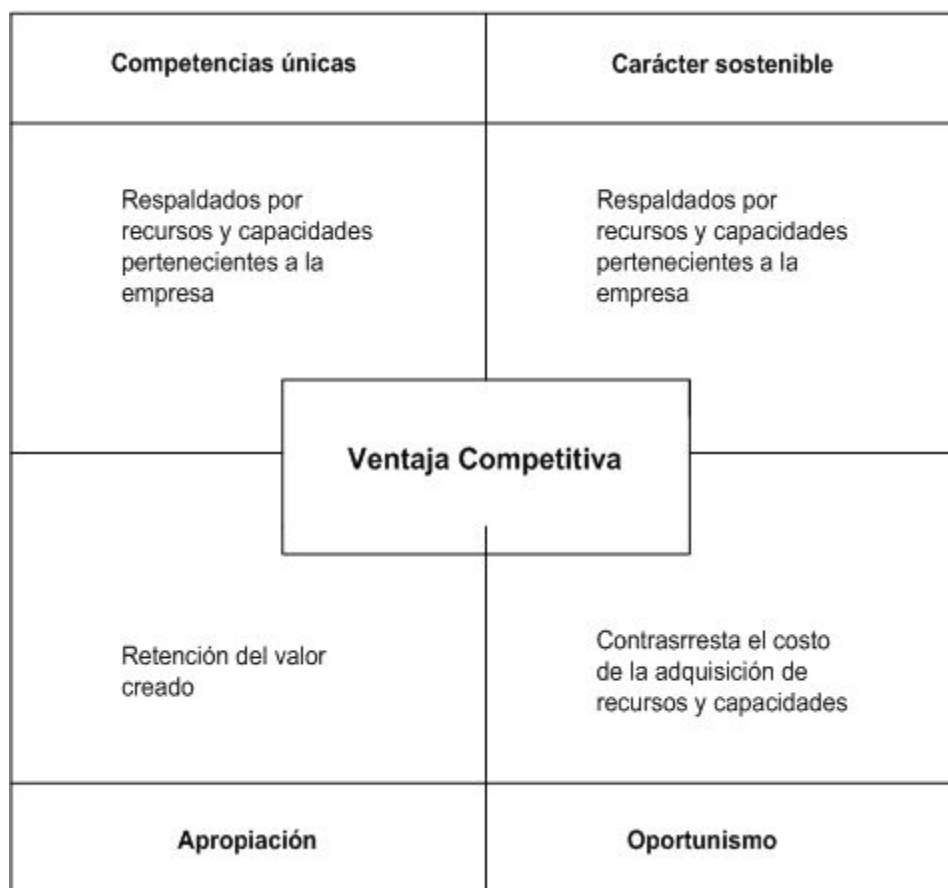 Competencias únicas
Carácter sostenible
Respaldados por
recursos y capacidades
pertenecientes a la
empresa
Respaldados por
recursos y capacidades
pertenecientes a la
empresa
Ventaja Competitiva
Retención del valor
creado
Contrasrresta el costo
de la adquisición de
recursos y capacidades
Apropiación
Oportunismo